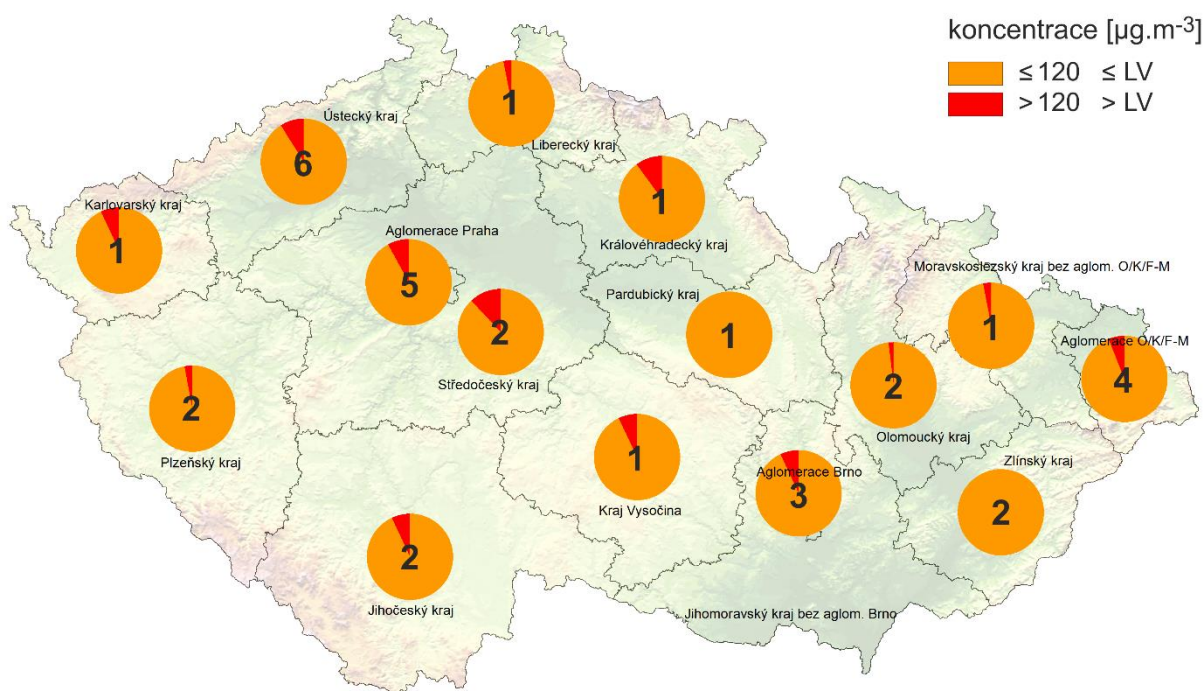 koncentrace [µg.m-3]
≤ 120 ≤ LV
> 120 > LV
1
Liberecký kraj
Ústecký kraj
6
1
Královéhradecký kraj
Karlovarský kraj
1
Aglomerace Praha
5
2
Středočeský kraj
Pardubický kraj
1
Moravskoslezský kraj bez aglom. O/K/F-M
1
Aglomerace O/K/F-M
4
2
Olomoucký kraj
2
Plzeňský kraj
1
Kraj Vysočina
Aglomerace Brno
3
Zlínský kraj
2
2
Jihočeský kraj
Jihomoravský kraj bez aglom. Brno